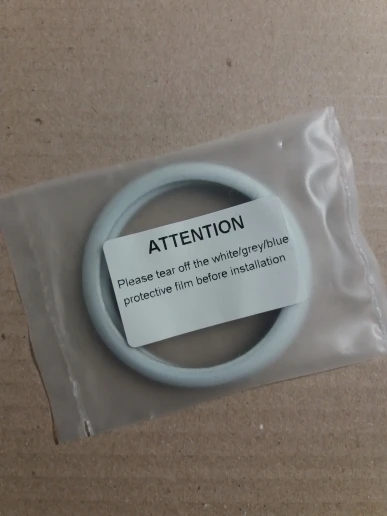 ATTENTION
Please tear off the white/grey/blue
protective film before installation